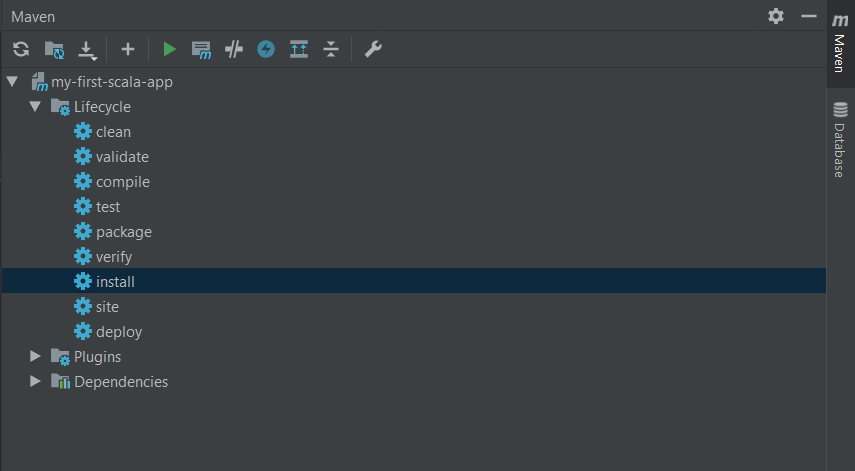 Maven
my-first-scala-app
Lifecycle
clean
validate
compile
test
package
verify
install
site
deploy
Plugins
Dependencies
Maven
Database